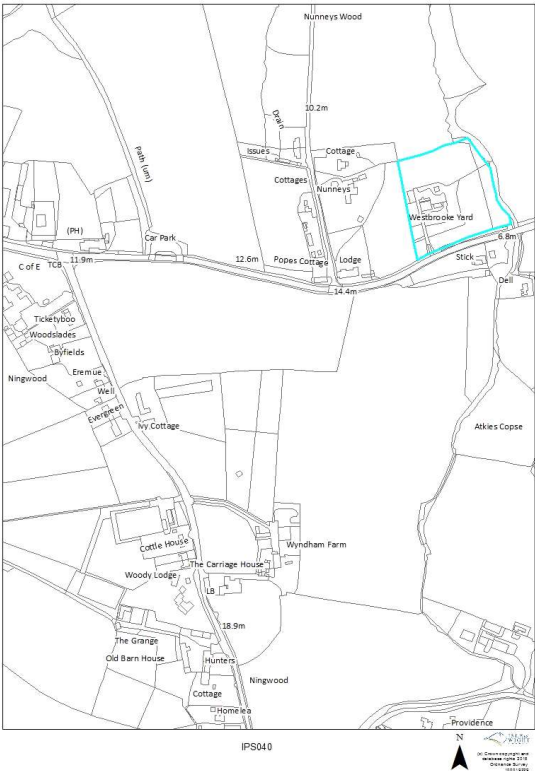 Nunneys Wood
10.2m
Drain
Issues
Cottage
Path (um)
Cottages
Nunneys
Westbrooke Yard
(PH)
Car Park
6.8m
C of E
TCB
11.9m
12.6m
Popes Cottage
Lodge
Stick
14.4m
Dell
Ticketyboo
Woodslades
Byfields
Ningwood
Eremue
Well
Evergreen
Ivy Cottage
Atkies Copse
Cottle House
Wyndham Farm
The Carriage House
Woody Lodge
LB
18.9m
The Grange
Old Barn House
Hunters
Ningwood
Cottage
Homelea
Providence
IPS040
N
WIGHT
(c) Crown copyright and
database rights 2018
Ordnance Survey